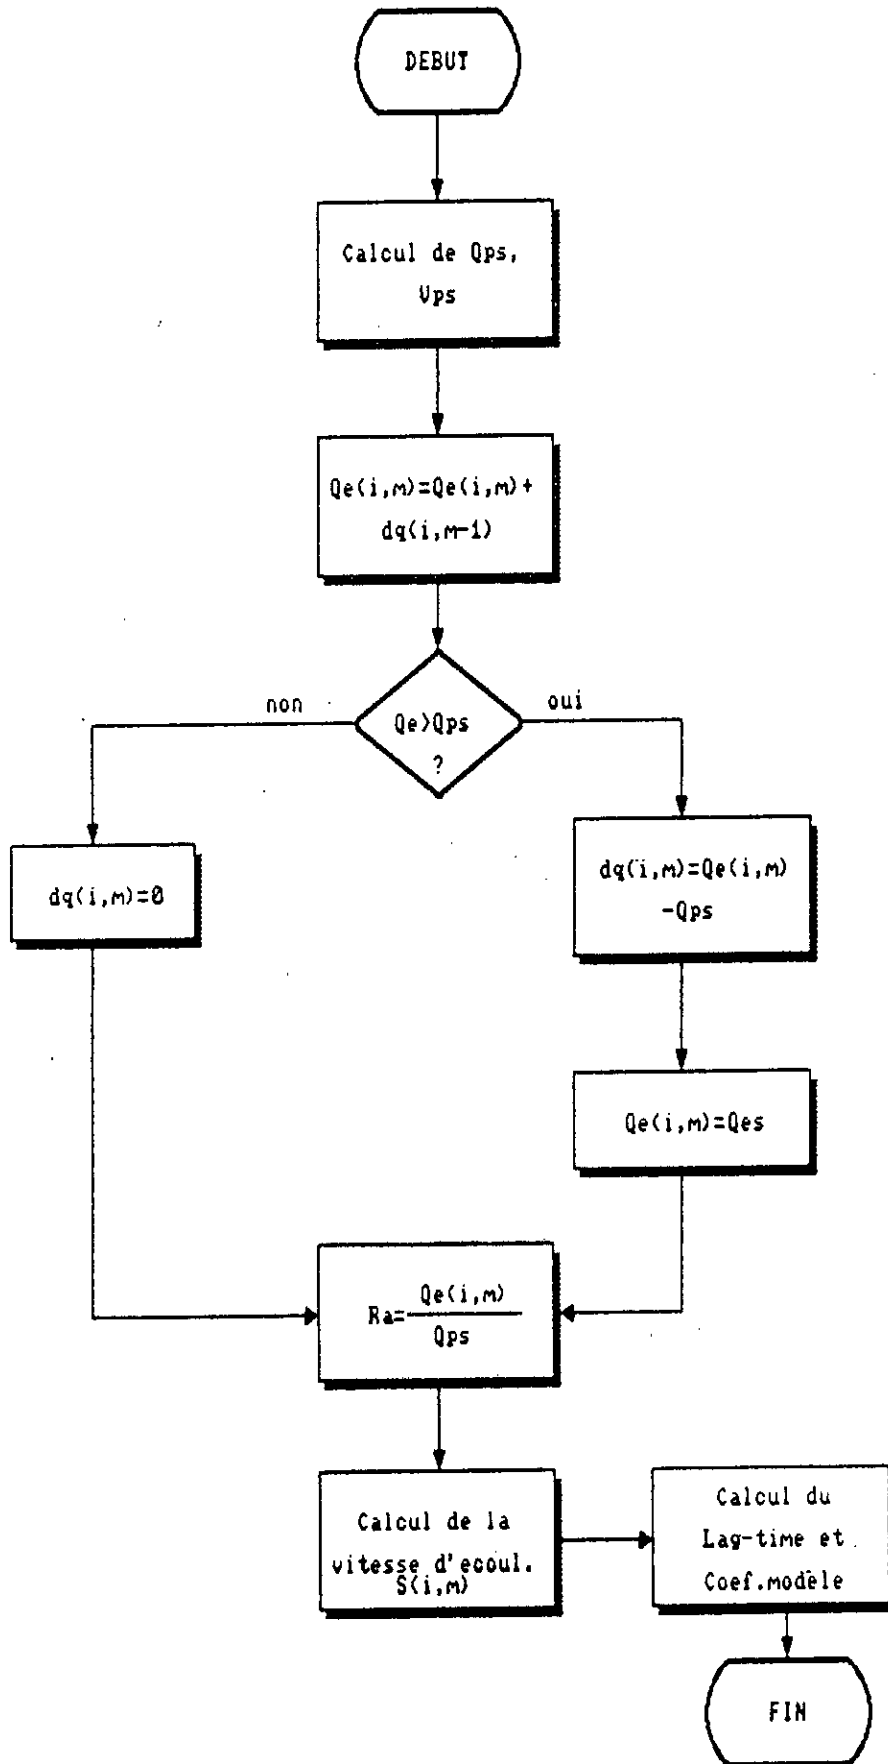 DEBUT
Calcul de Qps,
Vps
Qe(i,m)=Qe(i,m)+
dq(i,m-1)
non
oui
Qe>Qps
?
dq(i,m)=0
dq(i,m)=Qe(i,m)
-Qps
Qe(i,m)=Qes
Ra=Qe(i,m)
Qps
Calcul de la
vitesse d'ecoul.
S(i,m)
Calcul du
Lag-time et
Coef.modèle
FIN